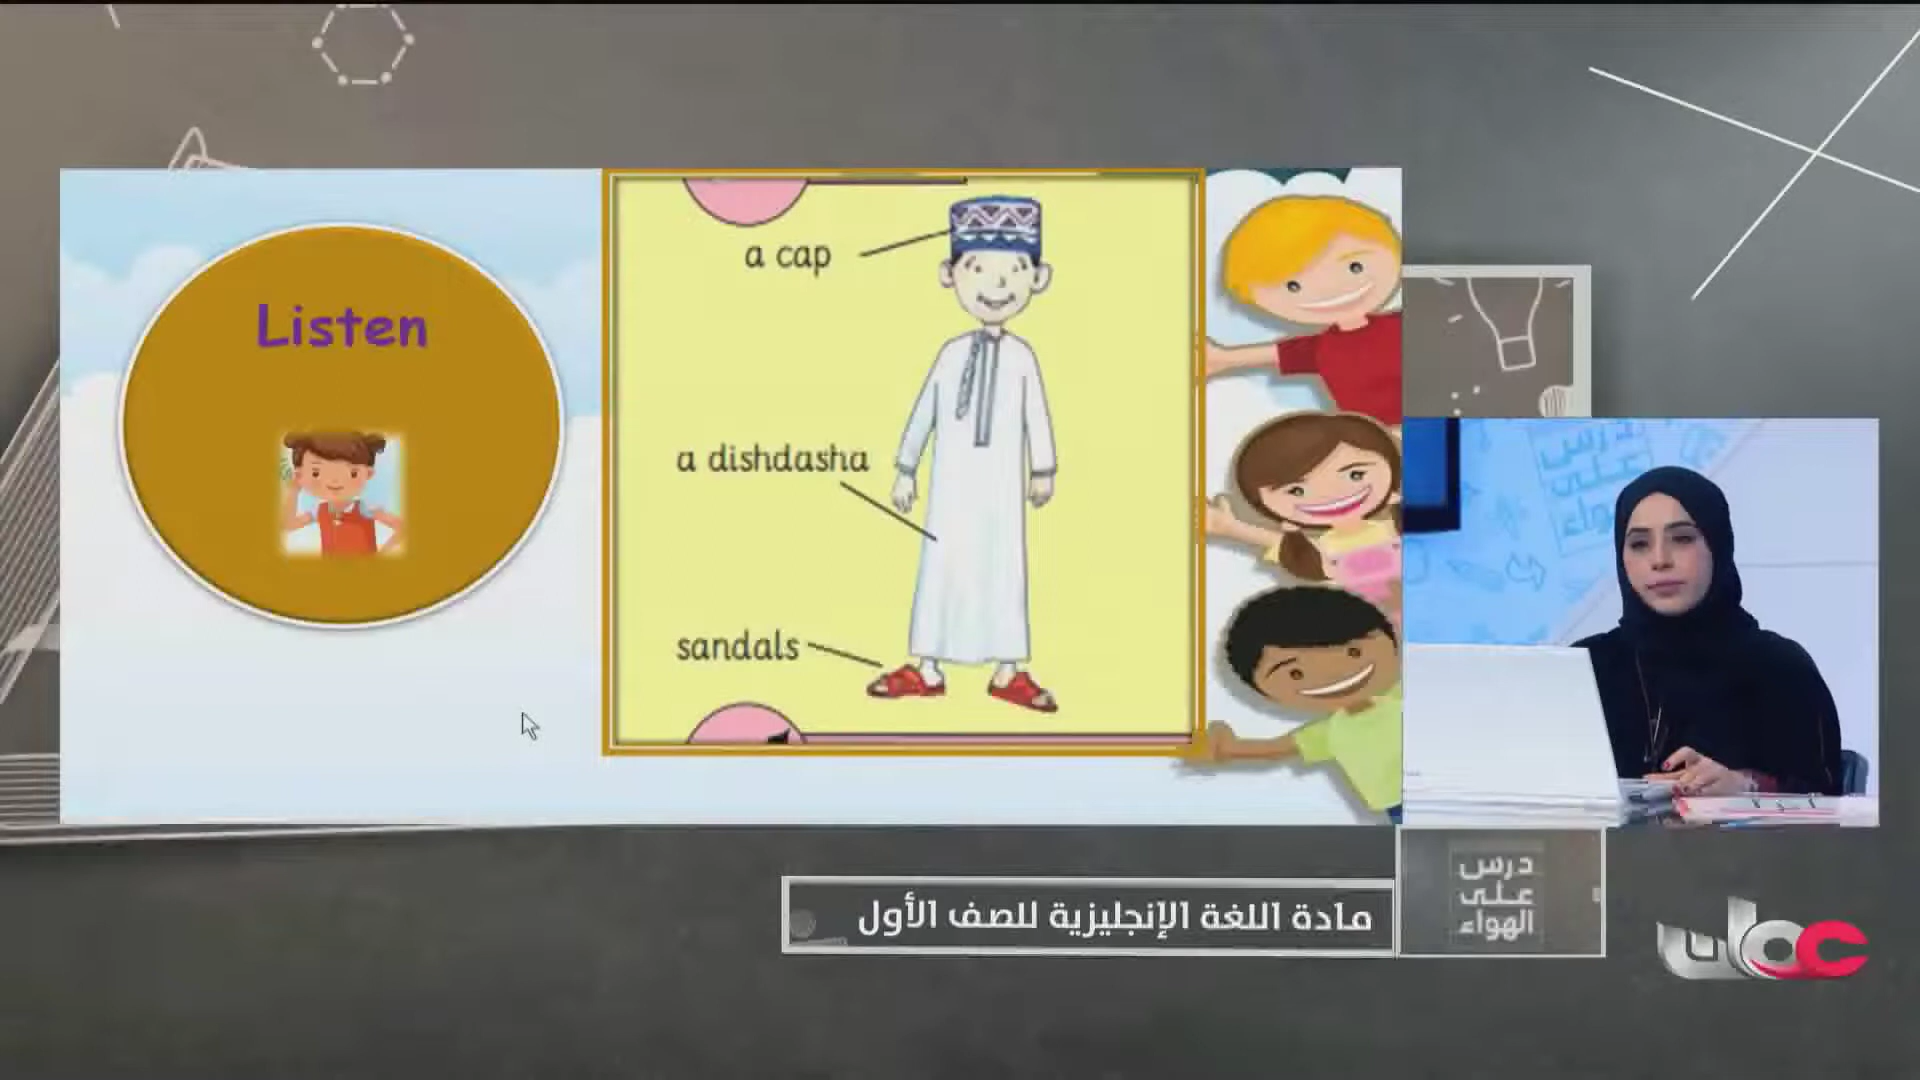 Listen
a cap
a dishdasha
sandals
درس
على
الهواء
مادة اللغة الإنجليزية للصف الأول
درس
على
الهواء
عمان